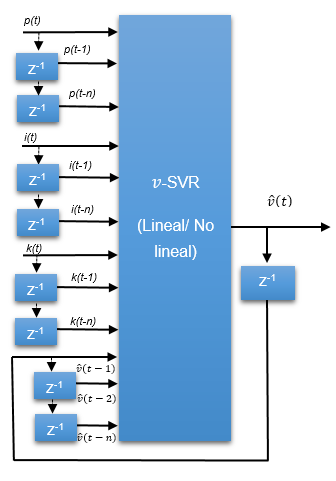 p(t)
p(t-1)
Z-1
p(t-n)
Z-1
i(t)
i(t-1)
Z-1
i(t-n)
Z-1
k(t)
k(t-1)
Z-1
k(t-n)
Z-1
v̂(t − 1)
Z-1
v̂(t − 2)
Z-1
v̂(t − n)
𝑣-SVR
(Lineal/ No
lineal)
v̂(t)
Z-1